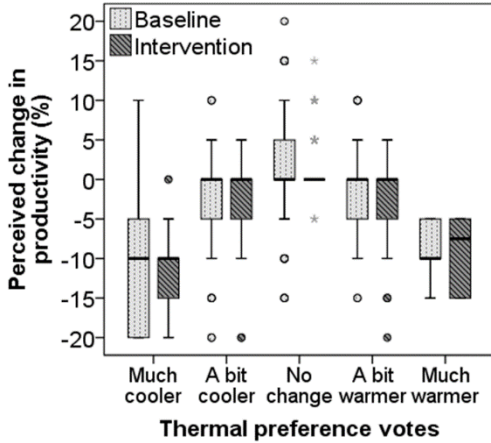 Perceived change in
productivity (%)
20
15
10
5
0
-5
-10
-15
-20
Baseline
Intervention
Much
cooler
A bit
cooler
No
change
A bit
warmer
Much
warmer
Thermal preference votes